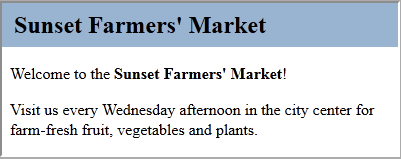 Sunset Farmers' Market
Welcome to the Sunset Farmers' Market!
Visit us every Wednesday afternoon in the city center for
farm-fresh fruit, vegetables and plants.